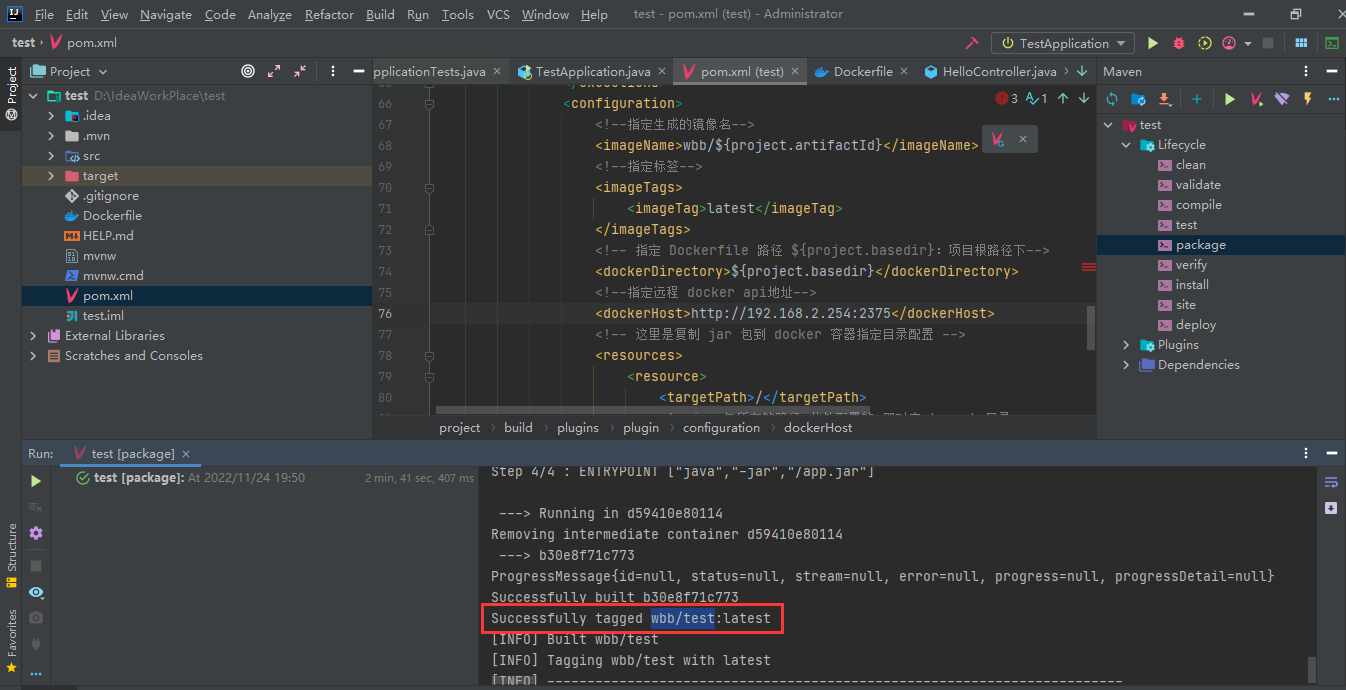 File Edit View Navigate Code Analyze Refactor Build Run Tools VCS Window Help test - pom.xml (test) - Administrator
test › pom.xml
TestApplication
Project
pplicationTests.java
TestApplication.java
pom.xml (test)
Dockerfile
HelloController.java
Maven
Project
Structure
Favorites
test D:\IdeaWorkPlace\test
.idea
.mvn
src
target
.gitignore
Dockerfile
HELP.md
mvnw
mvnw.cmd
pom.xml
test.iml
External Libraries
Scratches and Consoles
3 1
66 <configuration>
67 <!--指定生成的镜像名-->
68 <imageName>wbb/${project.artifactId}</imageName>
69 <!--指定标签-->
70 <imageTags>
71 <imageTag>latest</imageTag>
72 </imageTags>
73 <!-- 指定 Dockerfile 路径 ${project.basedir}：项目根路径下-->
74 <dockerDirectory>${project.basedir}</dockerDirectory>
75 <!--指定远程 docker api地址-->
76 <dockerHost>http://192.168.2.254:2375</dockerHost>
77 <!-- 这里是复制 jar 包到 docker 容器指定目录配置 -->
78 <resources>
79 <resource>
80 <targetPath>/</targetPath>
project › build › plugins › plugin › configuration › dockerHost
test
Lifecycle
clean
validate
compile
test
package
verify
install
site
deploy
Plugins
Dependencies
Run: test [package]
test [package]: At 2022/11/24 19:50 2 min, 41 sec, 407 ms
Step 4/4 : ENTRYPOINT ["java","-jar","/app.jar"]
---> Running in d59410e80114
Removing intermediate container d59410e80114
---> b30e8f71c773
ProgressMessage{id=null, status=null, stream=null, error=null, progress=null, progressDetail=null}
Successfully built b30e8f71c773
Successfully tagged wbb/test:latest
[INFO] Built wbb/test
[INFO] Tagging wbb/test with latest
[INFO] ------------------------------------------------------------------------